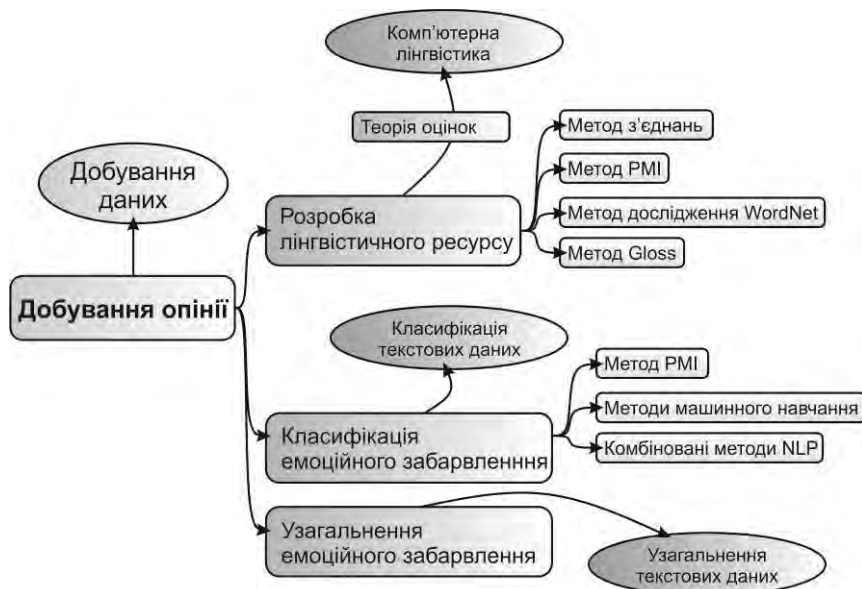 Комп'ютерна
лінгвістика
Теорія оцінок
Метод з'єднань
Метод PMI
Метод дослідження WordNet
Метод Gloss
Добування
даних
Розробка
лінгвістичного ресурсу
Добування опінії
Класифікація
текстових даних
Метод PMI
Методи машинного навчання
Комбіновані методи NLP
Класифікація
емоційного забарвленння
Узагальнення
емоційного забарвлення
Узагальнення
текстових даних